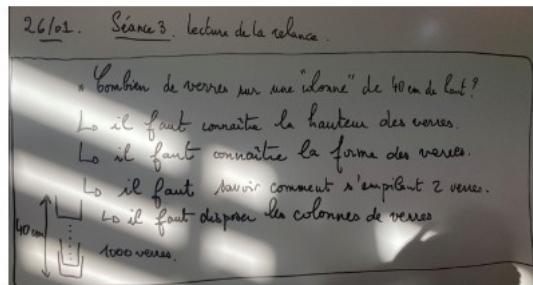 26/01. Séance 3. Lecture de la relance.
* Combien de verres sur une "colonne" de 40 cm de haut?
↳ il faut connaître la hauteur des verres.
↳ il faut connaître la forme des verres.
↳ il faut savoir comment s'empilent 2 verres.
↳ il faut disposer les colonnes de verres
40 cm
1000 verres.